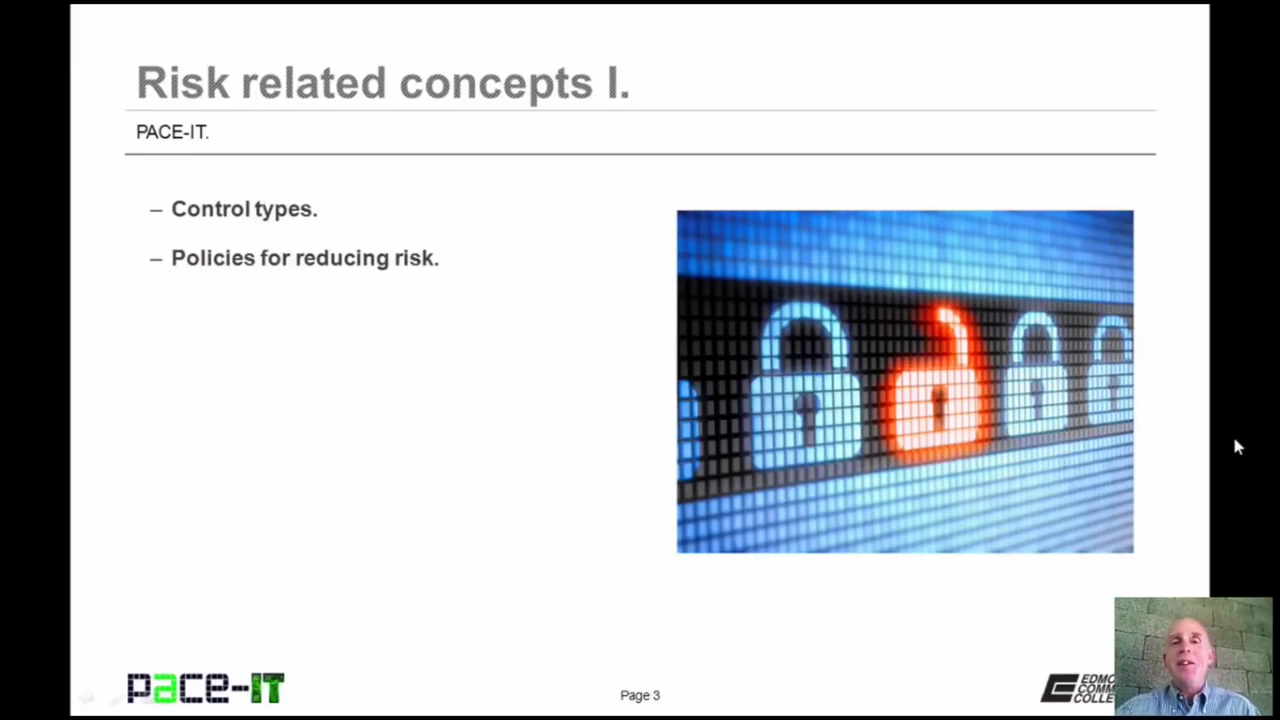 Risk related concepts I.
PACE-IT.
– Control types.
– Policies for reducing risk.
pace-IT
Page 3